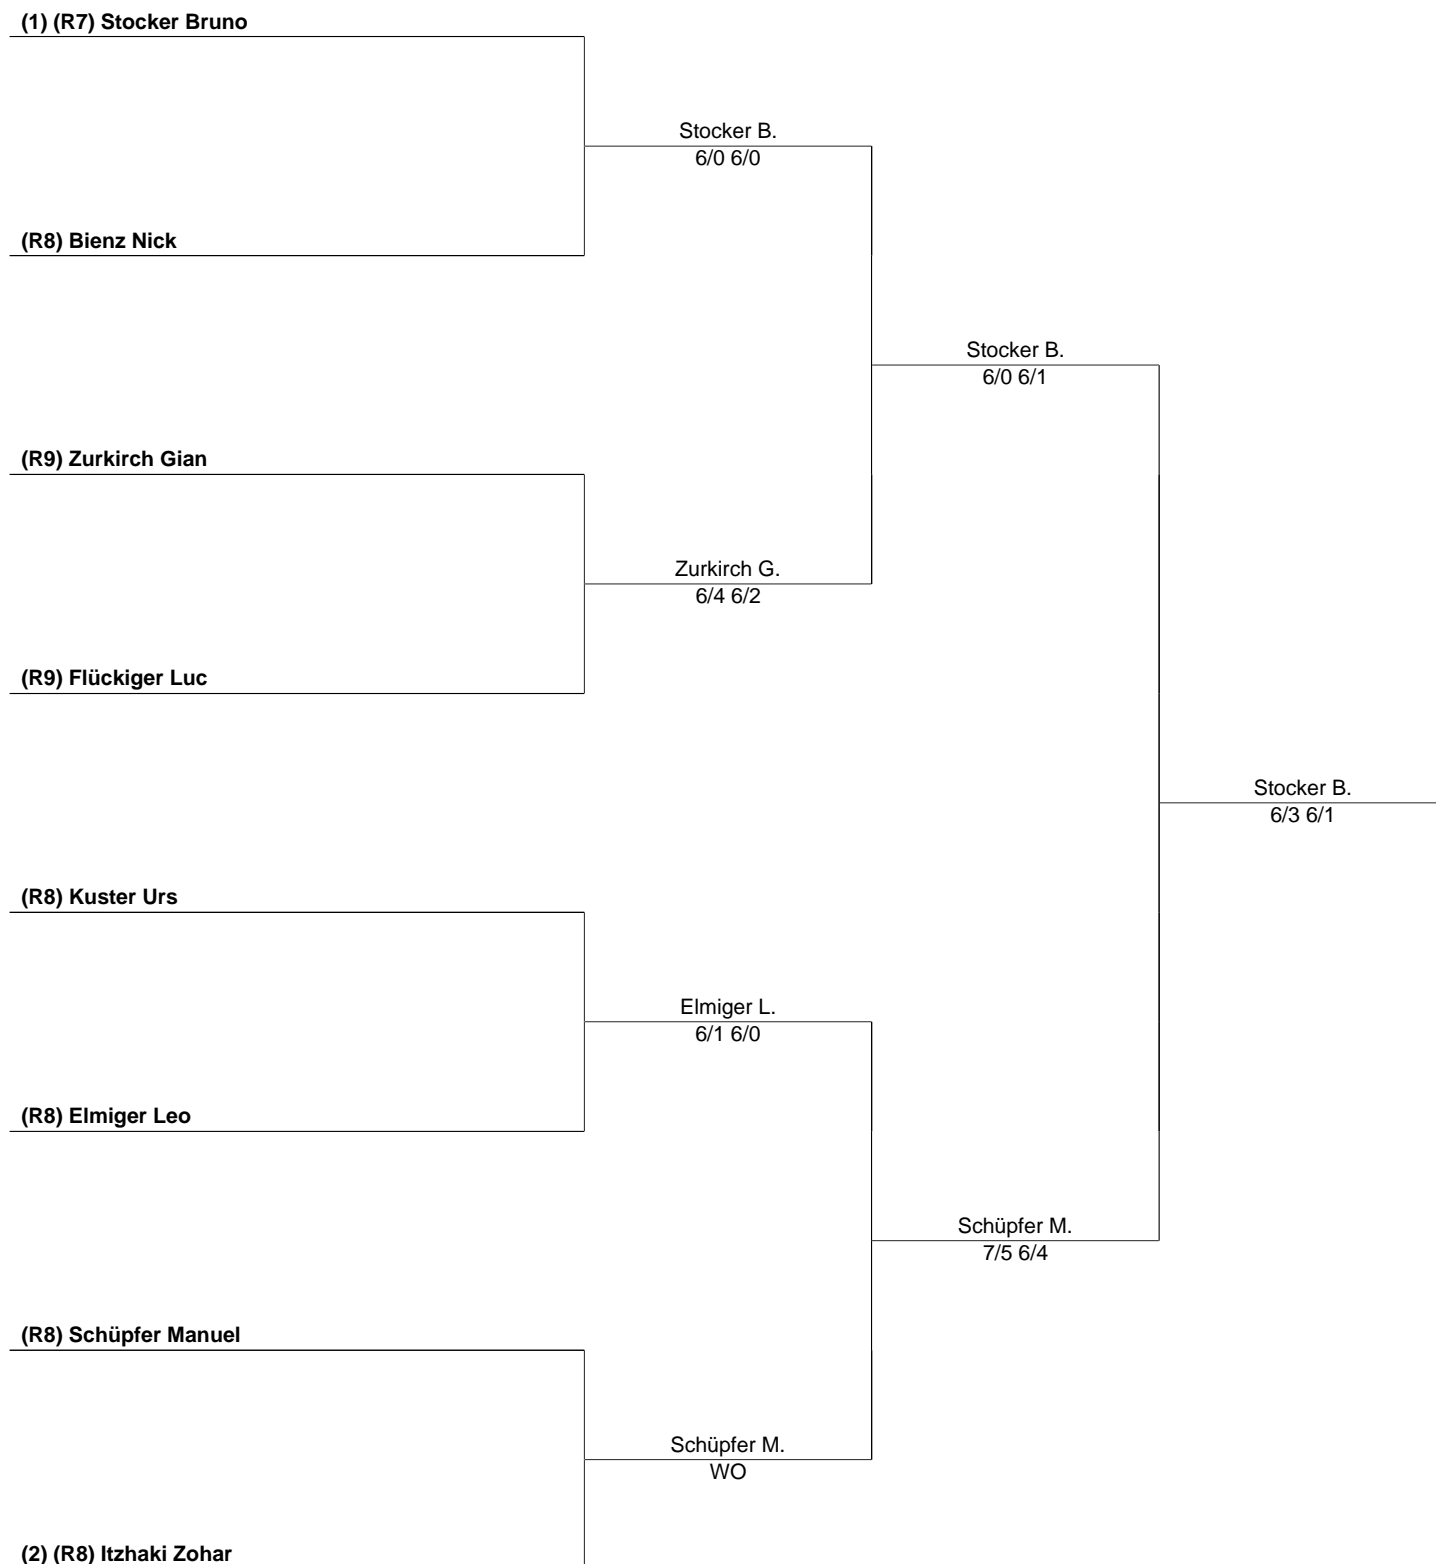 (1) (R7) Stocker Bruno
Stocker B.
6/0 6/0
(R8) Bienz Nick
Stocker B.
6/0 6/1
(R9) Zurkirch Gian
Zurkirch G.
6/4 6/2
(R9) Flückiger Luc
Stocker B.
6/3 6/1
(R8) Kuster Urs
Elmiger L.
6/1 6/0
(R8) Elmiger Leo
Schüpfer M.
7/5 6/4
(R8) Schüpfer Manuel
Schüpfer M.
WO
(2) (R8) Itzhaki Zohar